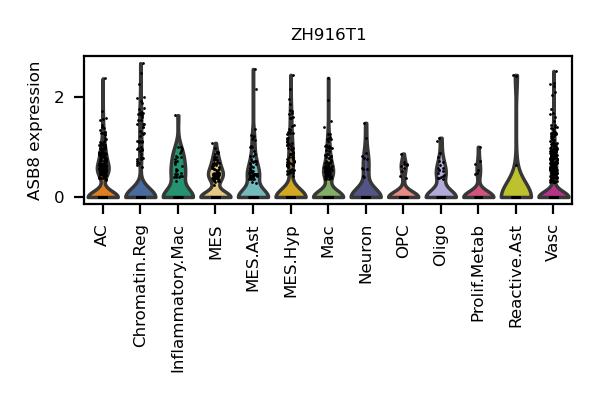 ZH916T1
ASB8 expression
2
0
AC
Chromatin.Reg
Inflammatory.Mac
MES
MES.Ast
MES.Hyp
Mac
Neuron
OPC
Oligo
Prolif.Metab
Reactive.Ast
Vasc